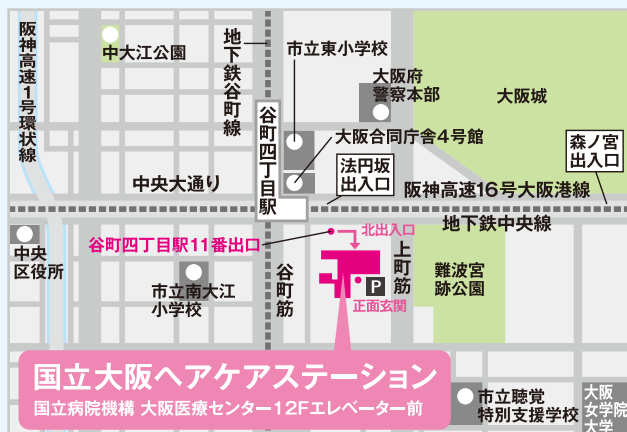 阪神高速1号環状線
中大江公園
地下鉄谷町線
市立東小学校
大阪府
警察本部
大阪城
谷町四丁目駅
大阪合同庁舎4号館
森ノ宮
出入口
法円坂
出入口
中央大通り
阪神高速16号大阪港線
地下鉄中央線
北出入口
谷町四丁目駅11番出口
中央
区役所
市立南大江
小学校
谷町筋
上町筋
難波宮
跡公園
P
正面玄関
国立大阪ヘアケアステーション
国立病院機構 大阪医療センター12Fエレベーター前
市立聴覚
特別支援学校
大阪
女学院
大学